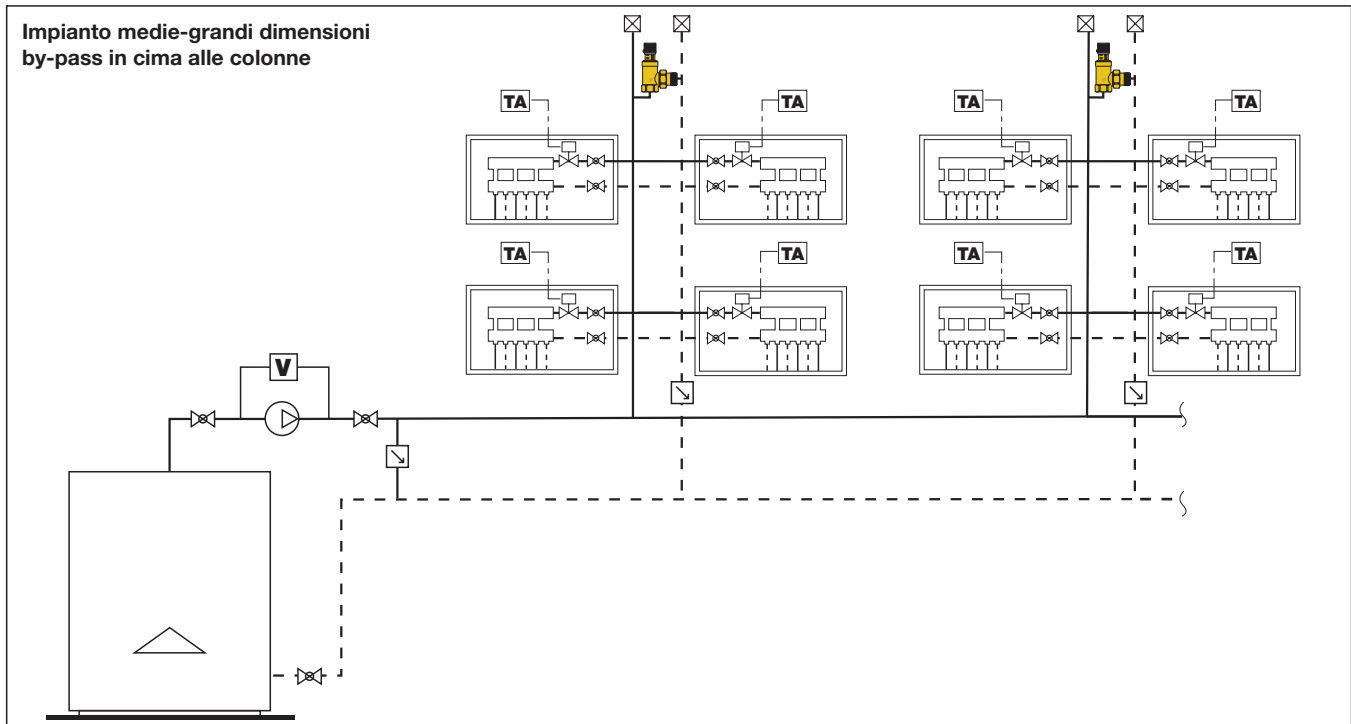 Impianto medie-grandi dimensioni
by-pass in cima alle colonne
TA TA TA TA
TA TA TA TA
V